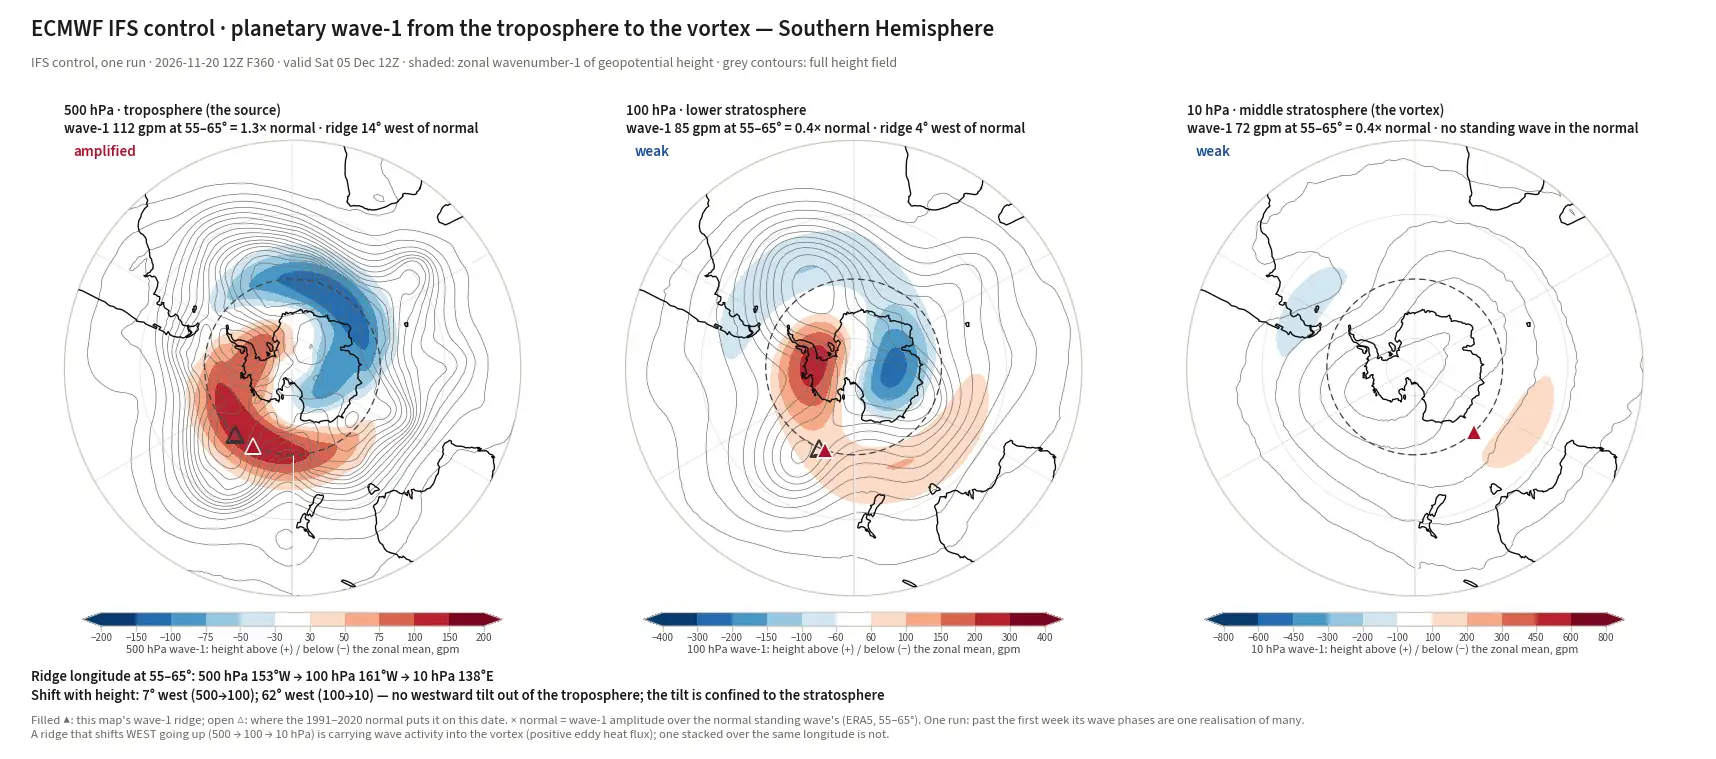 ECMWF IFS control · planetary wave-1 from the troposphere to the vortex — Southern Hemisphere
IFS control, one run · 2026-11-20 12Z F360 · valid Sat 05 Dec 12Z · shaded: zonal wavenumber-1 of geopotential height · grey contours: full height field
500 hPa · troposphere (the source)
wave-1 112 gpm at 55–65° = 1.3× normal · ridge 14° west of normal
amplified
100 hPa · lower stratosphere
wave-1 85 gpm at 55–65° = 0.4× normal · ridge 4° west of normal
weak
10 hPa · middle stratosphere (the vortex)
wave-1 72 gpm at 55–65° = 0.4× normal · no standing wave in the normal
weak
−200 −150 −100 −75 −50 −30 30 50 75 100 150 200
500 hPa wave-1: height above (+) / below (−) the zonal mean, gpm
−400 −300 −200 −150 −100 −60 60 100 150 200 300 400
100 hPa wave-1: height above (+) / below (−) the zonal mean, gpm
−800 −600 −450 −300 −200 −100 100 200 300 450 600 800
10 hPa wave-1: height above (+) / below (−) the zonal mean, gpm
Ridge longitude at 55–65°: 500 hPa 153°W → 100 hPa 161°W → 10 hPa 138°E
Shift with height: 7° west (500→100); 62° west (100→10) — no westward tilt out of the troposphere; the tilt is confined to the stratosphere
Filled ▲: this map's wave-1 ridge; open △: where the 1991–2020 normal puts it on this date. × normal = wave-1 amplitude over the normal standing wave's (ERA5, 55–65°). One run: past the first week its wave phases are one realisation of many.
A ridge that shifts WEST going up (500 → 100 → 10 hPa) is carrying wave activity into the vortex (positive eddy heat flux); one stacked over the same longitude is not.